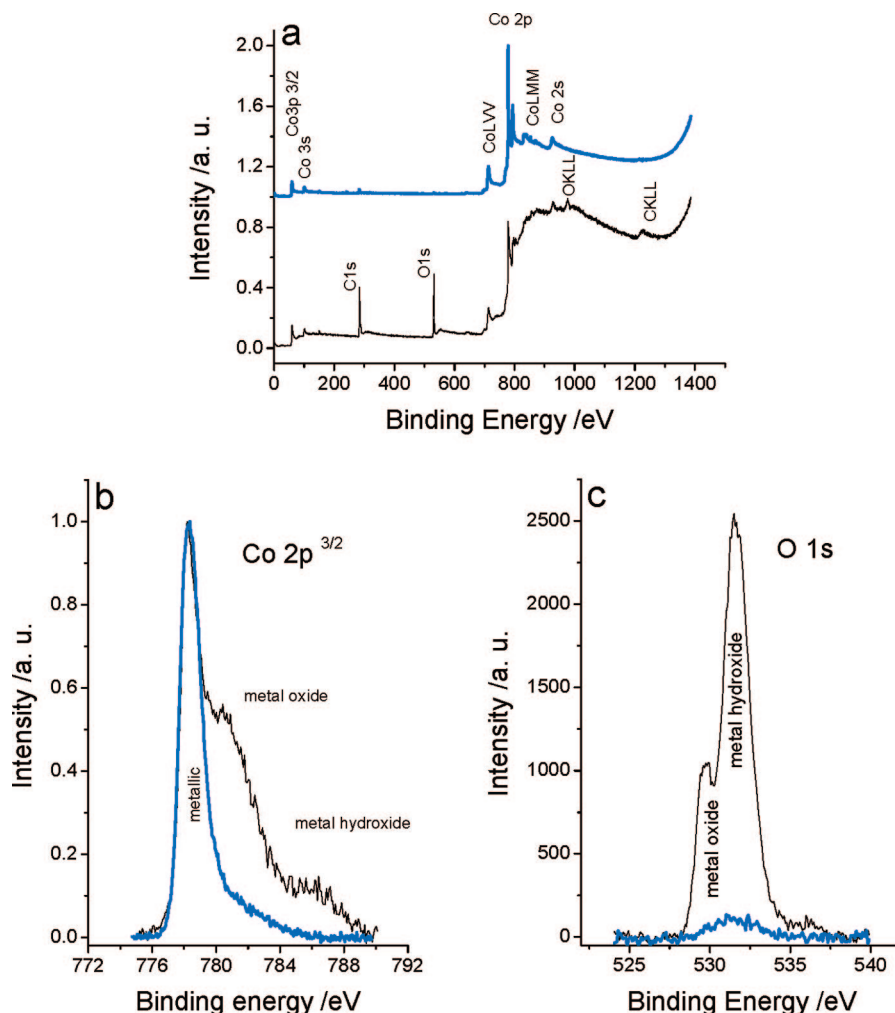 a
Co 2p
Co3p 3/2
Co 3s
CoLVV
CoLMM
Co 2s
OKLL
CKLL
C1s
O1s
2.0
1.6
1.2
0.8
0.4
0.0
Intensity /a. u.
0 200 400 600 800 1000 1200 1400
Binding Energy /eV
b
Co 2p 3/2
metal oxide
metallic
metal hydroxide
1.0
0.8
0.6
0.4
0.2
0.0
Intensity /a. u.
772 776 780 784 788 792
Binding energy /eV
c
O 1s
metal hydroxide
metal oxide
2500
2000
1500
1000
500
0
Intensity /a. u.
525 530 535 540
Binding Energy /eV